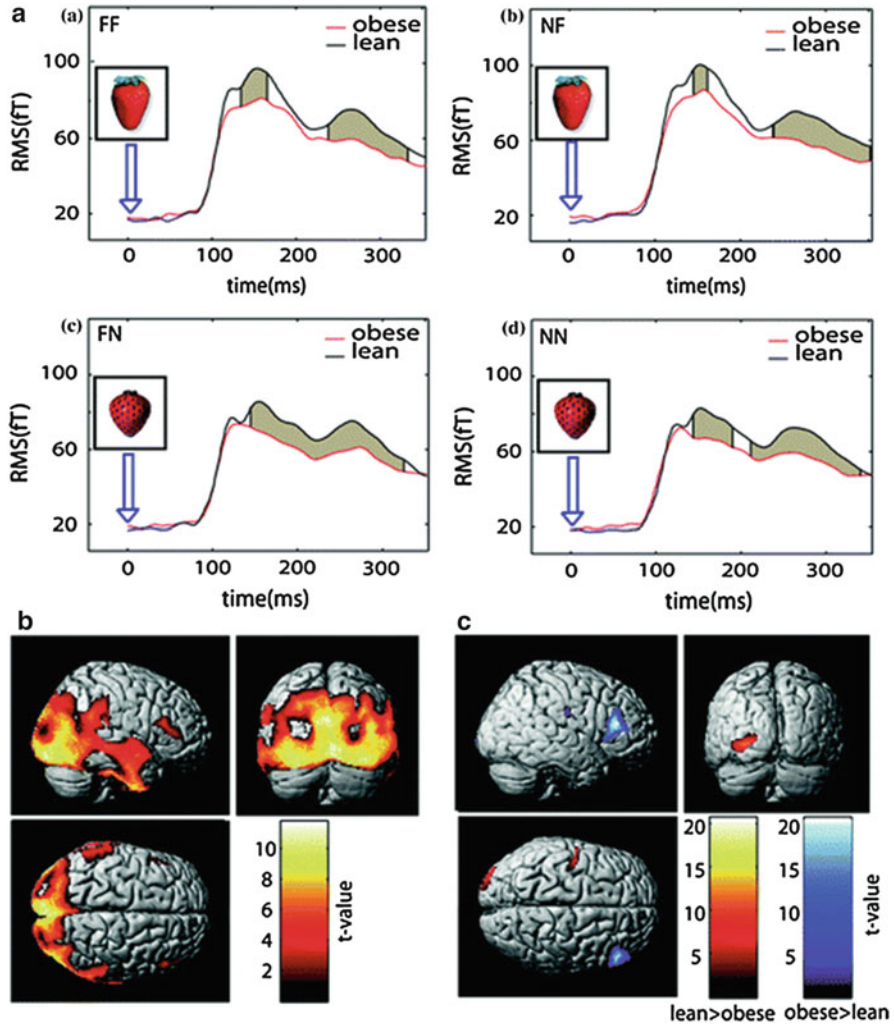 a
(a)
FF
obese
lean
100
60
20
RMS(fT)
0 100 200 300
time(ms)
(b)
NF
obese
lean
100
60
20
RMS(fT)
0 100 200 300
time(ms)
(c)
FN
obese
lean
100
60
20
RMS(fT)
0 100 200 300
time(ms)
(d)
NN
obese
lean
100
60
20
RMS(fT)
0 100 200 300
time(ms)
b
10
8
6
4
2
t-value
c
20
15
10
5
lean>obese
20
15
10
5
t-value
obese>lean